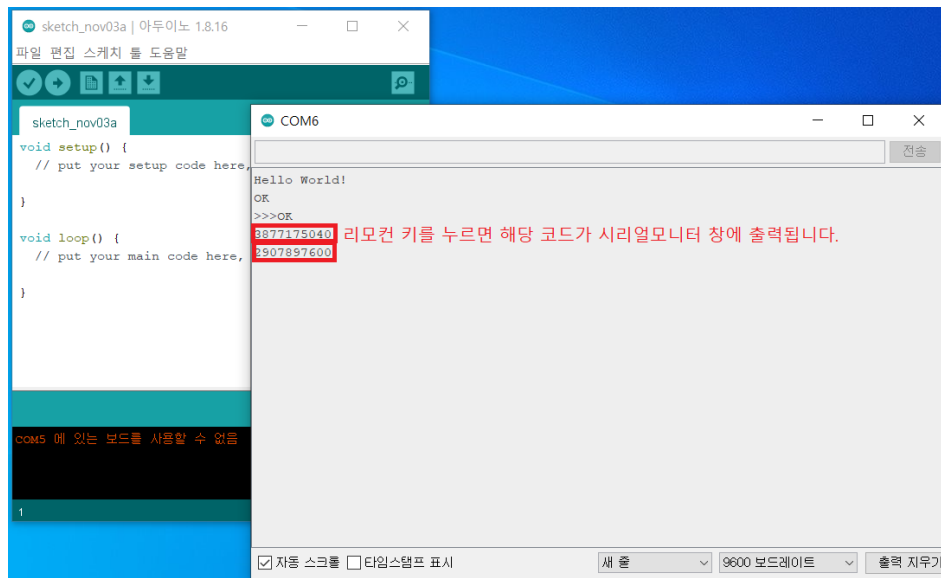 sketch_nov03a | 아두이노 1.8.16
파일 편집 스케치 툴 도움말
sketch_nov03a
void setup() {
// put your setup code here,
}
void loop() {
// put your main code here,
}
COM5 에 있는 보드를 사용할 수 없음
1
COM6
전송
Hello World!
OK
>>>OK
3877175040 리모컨 키를 누르면 해당 코드가 시리얼모니터 창에 출력됩니다.
2907897600
자동 스크롤 타임스탬프 표시 새 줄 9600 보드레이트 출력 지우기